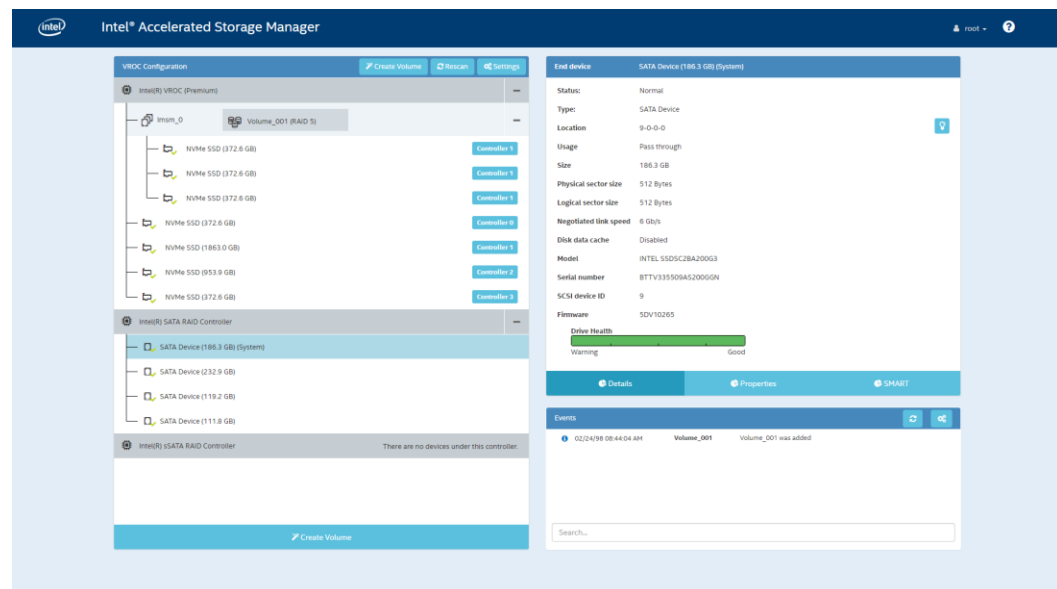 intel
Intel® Accelerated Storage Manager
root
?
VROC Configuration
Create Volume
Rescan
Settings
Intel(R) VROC (Premium)
imsm_0
Volume_001 (RAID 5)
NVMe SSD (372.6 GB)
Controller 1
NVMe SSD (372.6 GB)
Controller 1
NVMe SSD (372.6 GB)
Controller 1
NVMe SSD (372.6 GB)
Controller 0
NVMe SSD (1863.0 GB)
Controller 1
NVMe SSD (953.9 GB)
Controller 2
NVMe SSD (372.6 GB)
Controller 3
Intel(R) SATA RAID Controller
SATA Device (186.3 GB) (System)
SATA Device (232.9 GB)
SATA Device (119.2 GB)
SATA Device (111.8 GB)
Intel(R) sSATA RAID Controller
There are no devices under this controller.
Create Volume
End device
SATA Device (186.3 GB) (System)
Status: Normal
Type: SATA Device
Location 9-0-0-0
Usage Pass through
Size 186.3 GB
Physical sector size 512 Bytes
Logical sector size 512 Bytes
Negotiated link speed 6 Gb/s
Disk data cache Disabled
Model INTEL SSDSC2BA200G3
Serial number BTTV335509AS200GGN
SCSI device ID 9
Firmware 5DV10265
Drive Health
Warning Good
Details
Properties
SMART
Events
02/24/98 08:44:04 AM Volume_001 Volume_001 was added
Search...